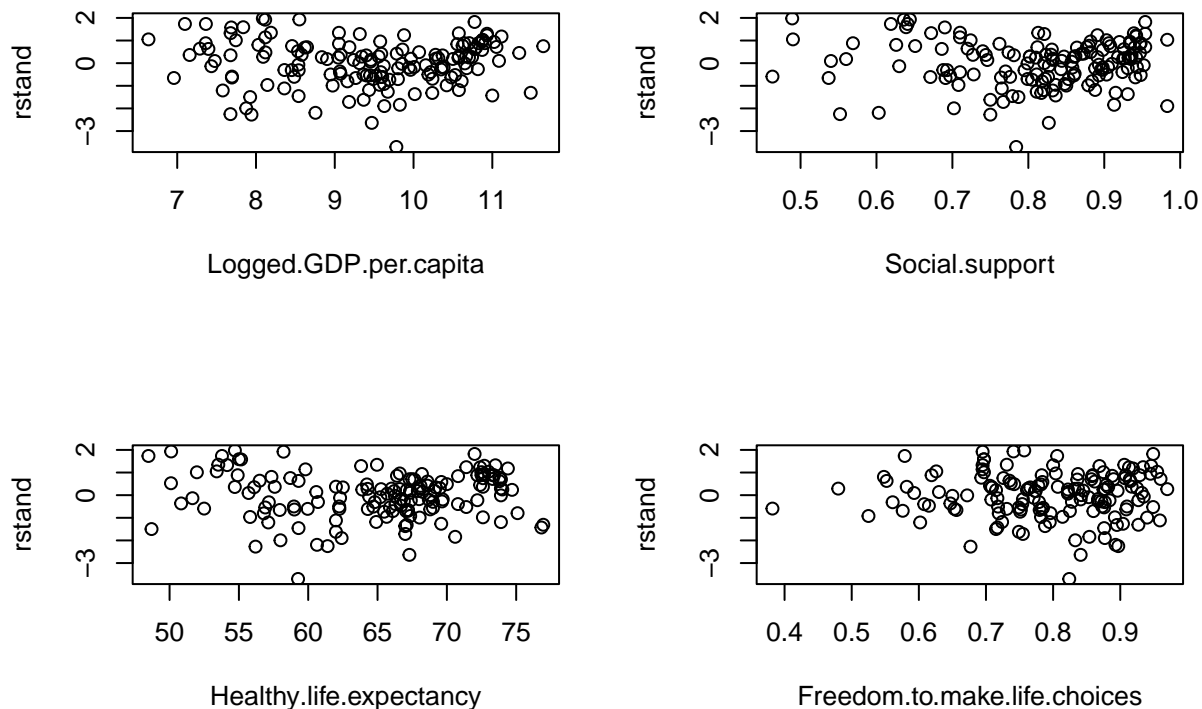 rstand
2
0
−3
7 8 9 10 11
Logged.GDP.per.capita
rstand
2
0
−3
0.5 0.6 0.7 0.8 0.9 1.0
Social.support
rstand
2
0
−3
50 55 60 65 70 75
Healthy.life.expectancy
rstand
2
0
−3
0.4 0.5 0.6 0.7 0.8 0.9
Freedom.to.make.life.choices